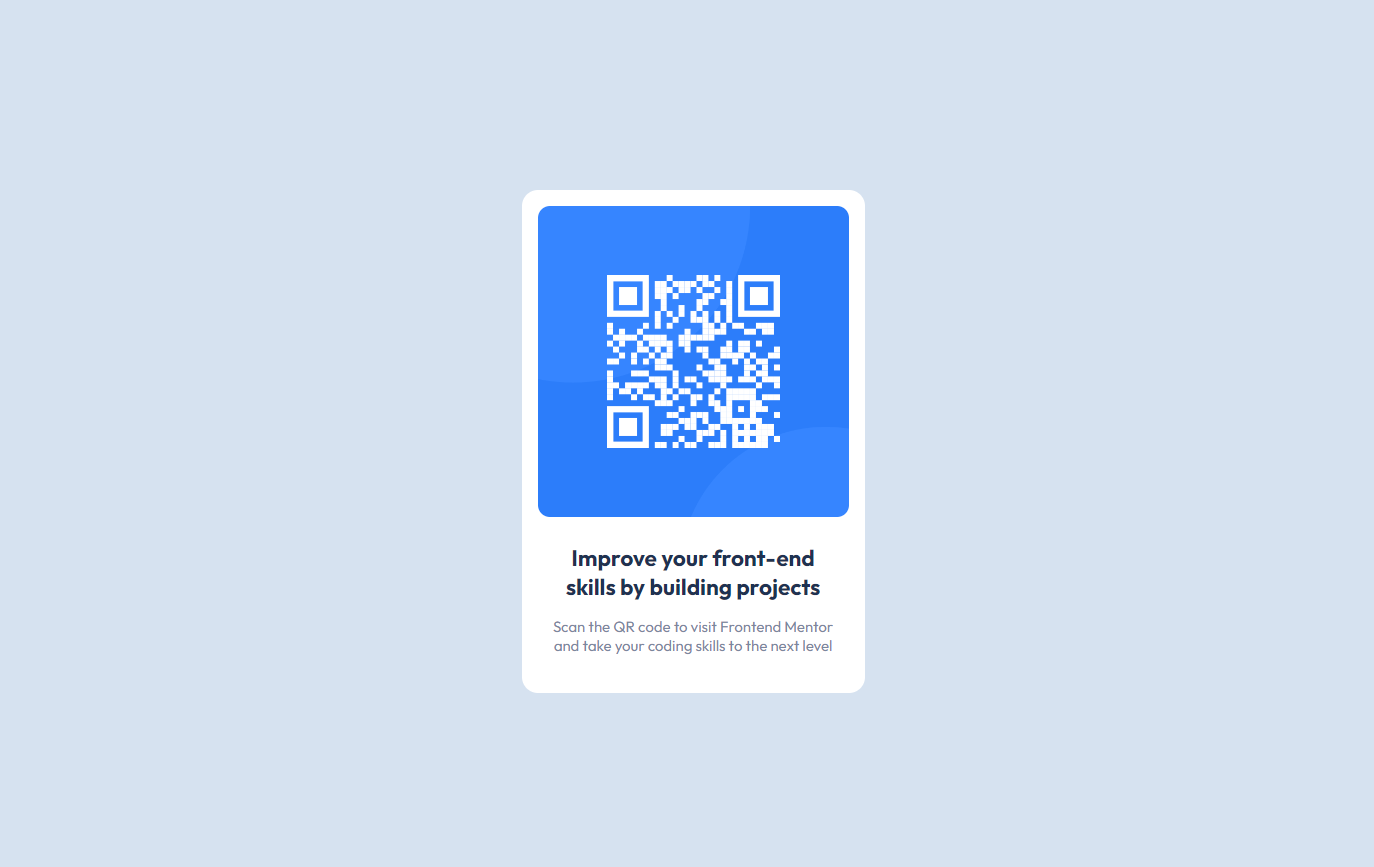 Improve your front-end
skills by building projects
Scan the QR code to visit Frontend Mentor
and take your coding skills to the next level